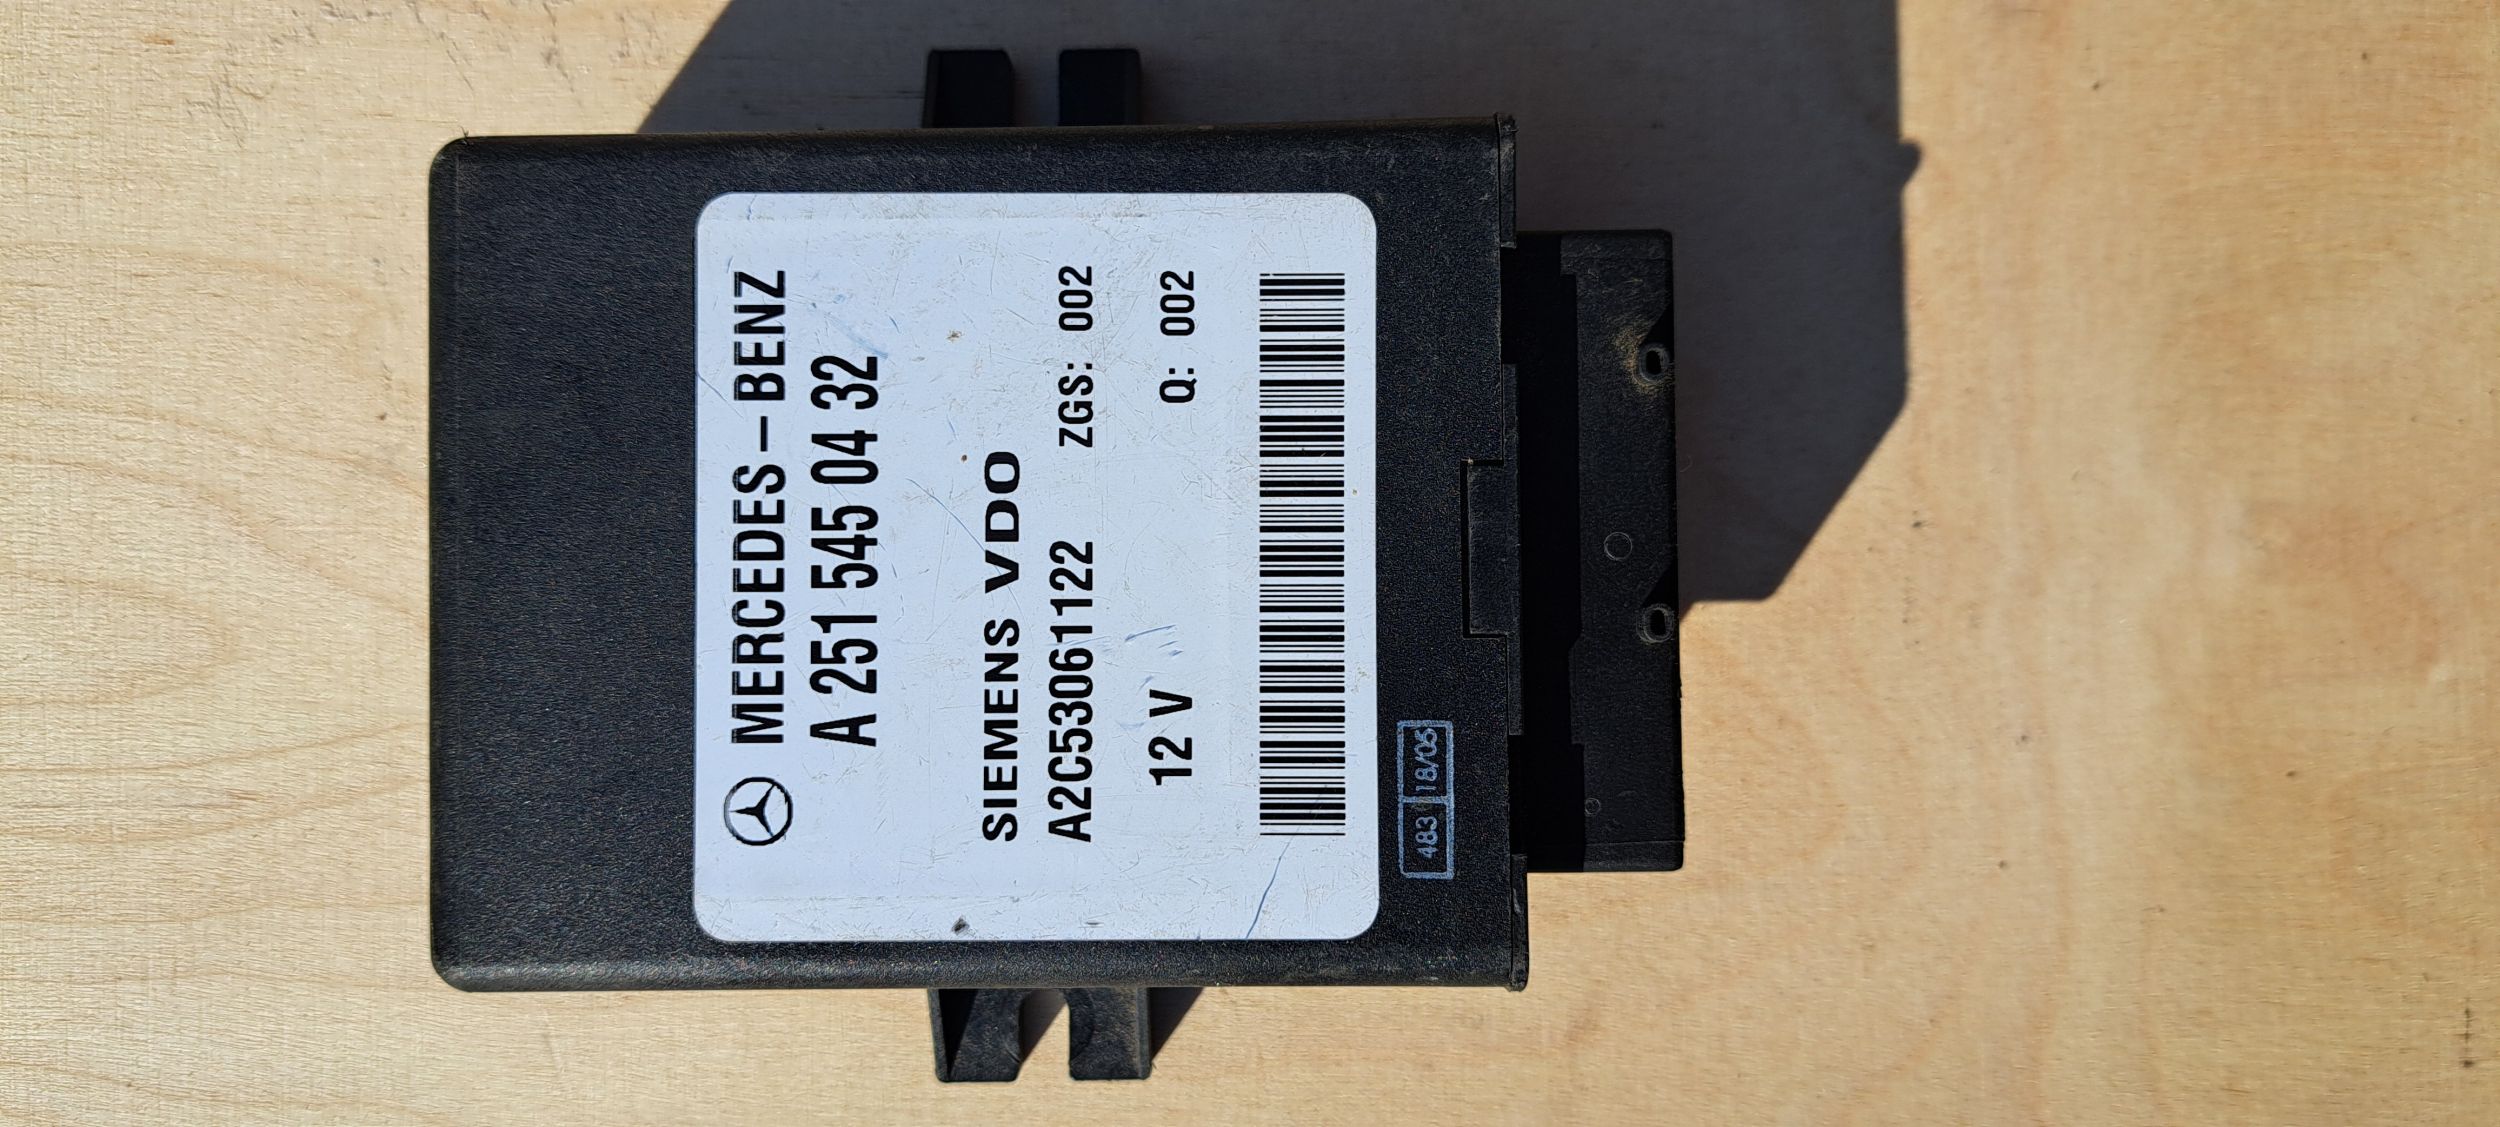 MERCEDES-BENZ
A 251 545 04 32
SIEMENS VDO
A2C53061122 ZGS: 002
12 V Q: 002
483 18/05